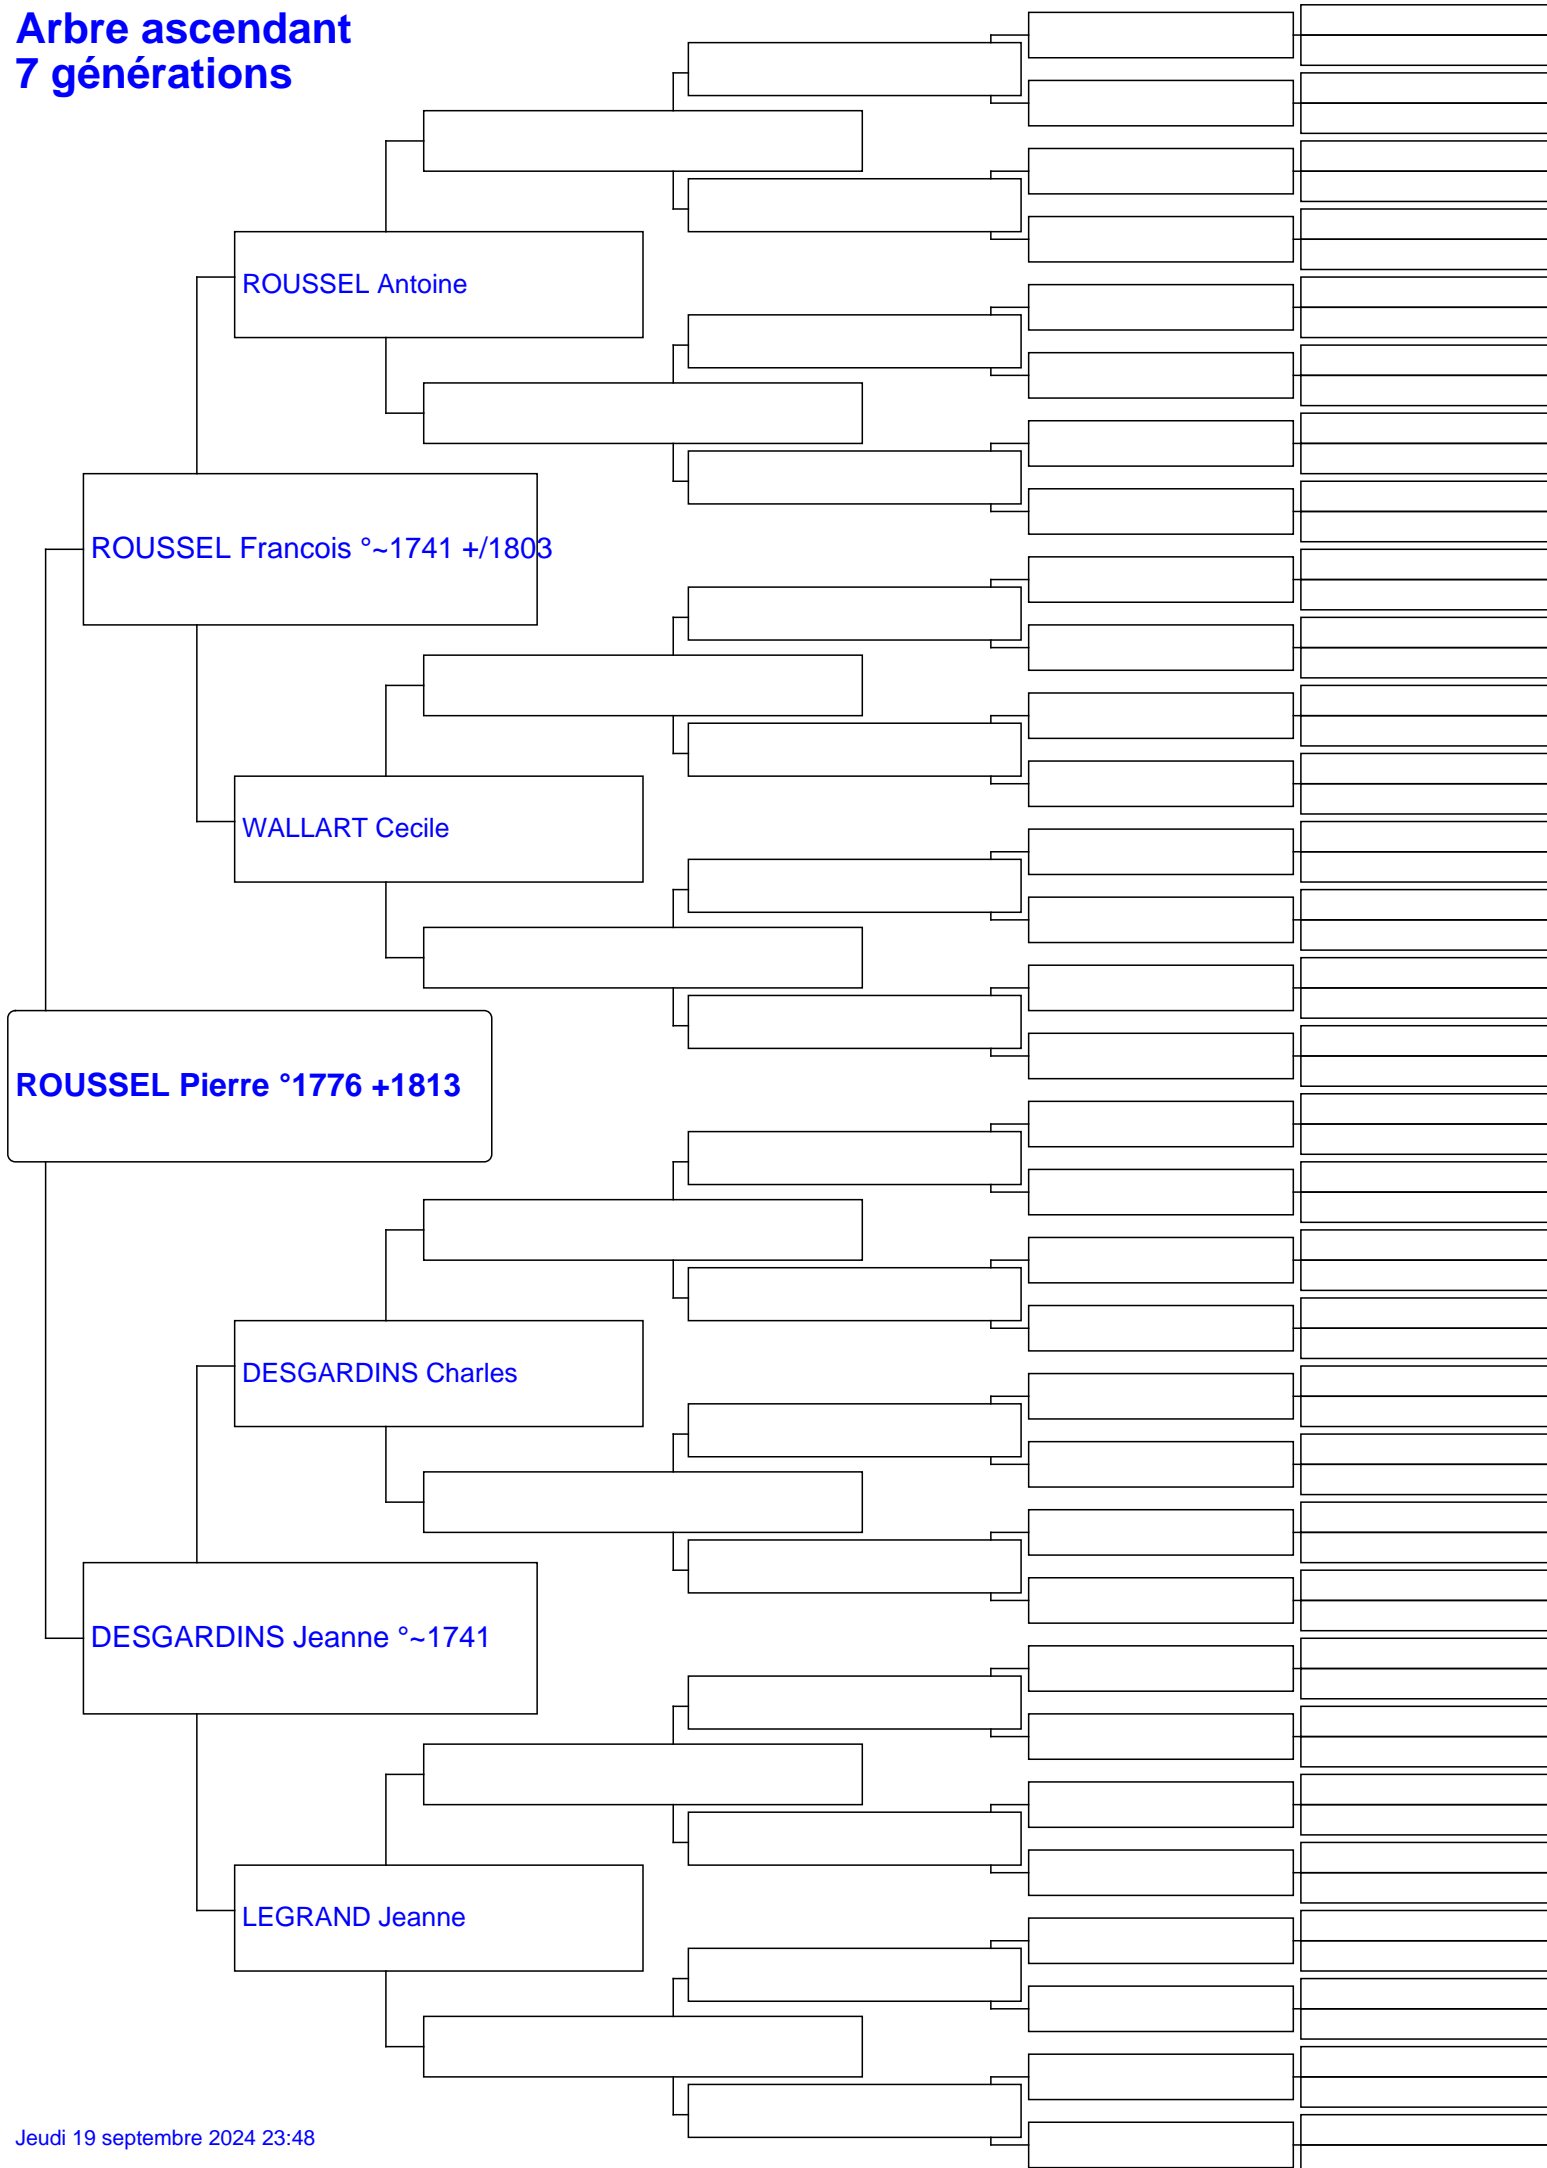 Arbre ascendant
7 générations
ROUSSEL Antoine
ROUSSEL Francois °~1741 +/1803
WALLART Cecile
ROUSSEL Pierre °1776 +1813
DESGARDINS Charles
DESGARDINS Jeanne °~1741
LEGRAND Jeanne
Jeudi 19 septembre 2024 23:48